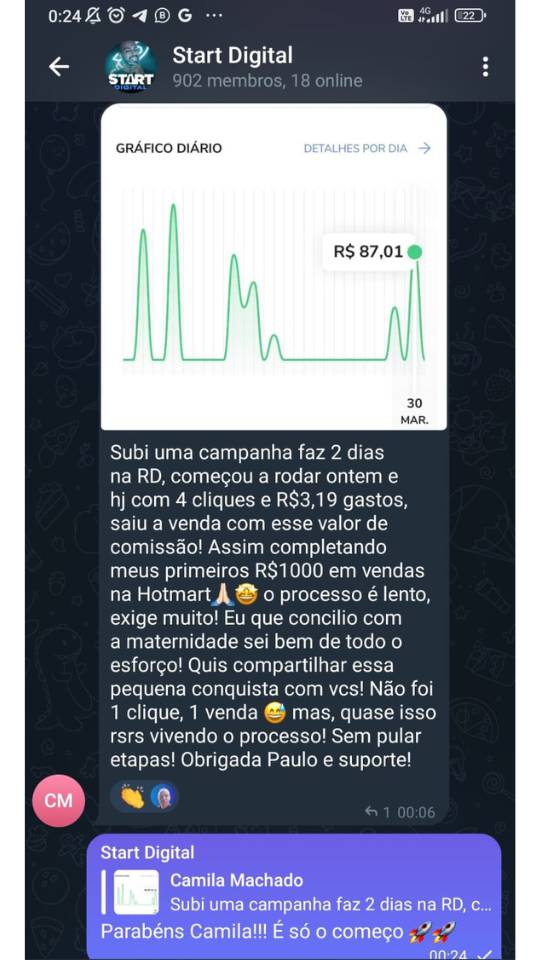 0:24
4G
22
Start Digital
902 membros, 18 online
START
DIGITAL
GRÁFICO DIÁRIO
DETALHES POR DIA
R$ 87,01
30
MAR.
Subi uma campanha faz 2 dias
na RD, começou a rodar ontem e
hj com 4 cliques e R$3,19 gastos,
saiu a venda com esse valor de
comissão! Assim completando
meus primeiros R$1000 em vendas
na Hotmart🙏🏻🤩 o processo é lento,
exige muito! Eu que concilio com
a maternidade sei bem de todo o
esforço! Quis compartilhar essa
pequena conquista com vcs! Não foi
1 clique, 1 venda 😅 mas, quase isso
rsrs vivendo o processo! Sem pular
etapas! Obrigada Paulo e suporte!
CM
1 00:06
Start Digital
Camila Machado
Subi uma campanha faz 2 dias na RD, c...
Parabéns Camila!!! É só o começo 🚀🚀
00:24